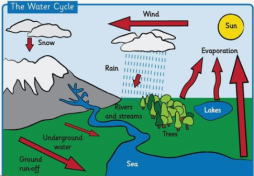 The Water Cycle
Wind
Sun
Snow
Evaporation
Rain
Rivers
and streams
Lakes
Trees
Underground
water
Ground
run-off
Sea